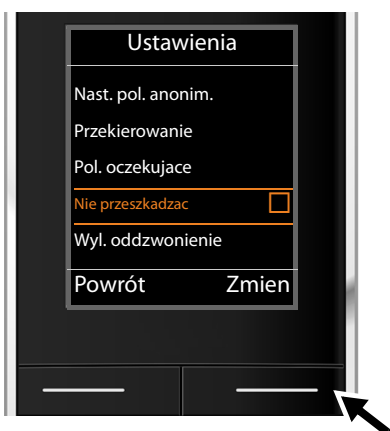 Ustawienia
Nast. pol. anonim.
Przekierowanie
Pol. oczekujace
Nie przeszkadzac
Wyl. oddzwonienie
Powrót Zmien